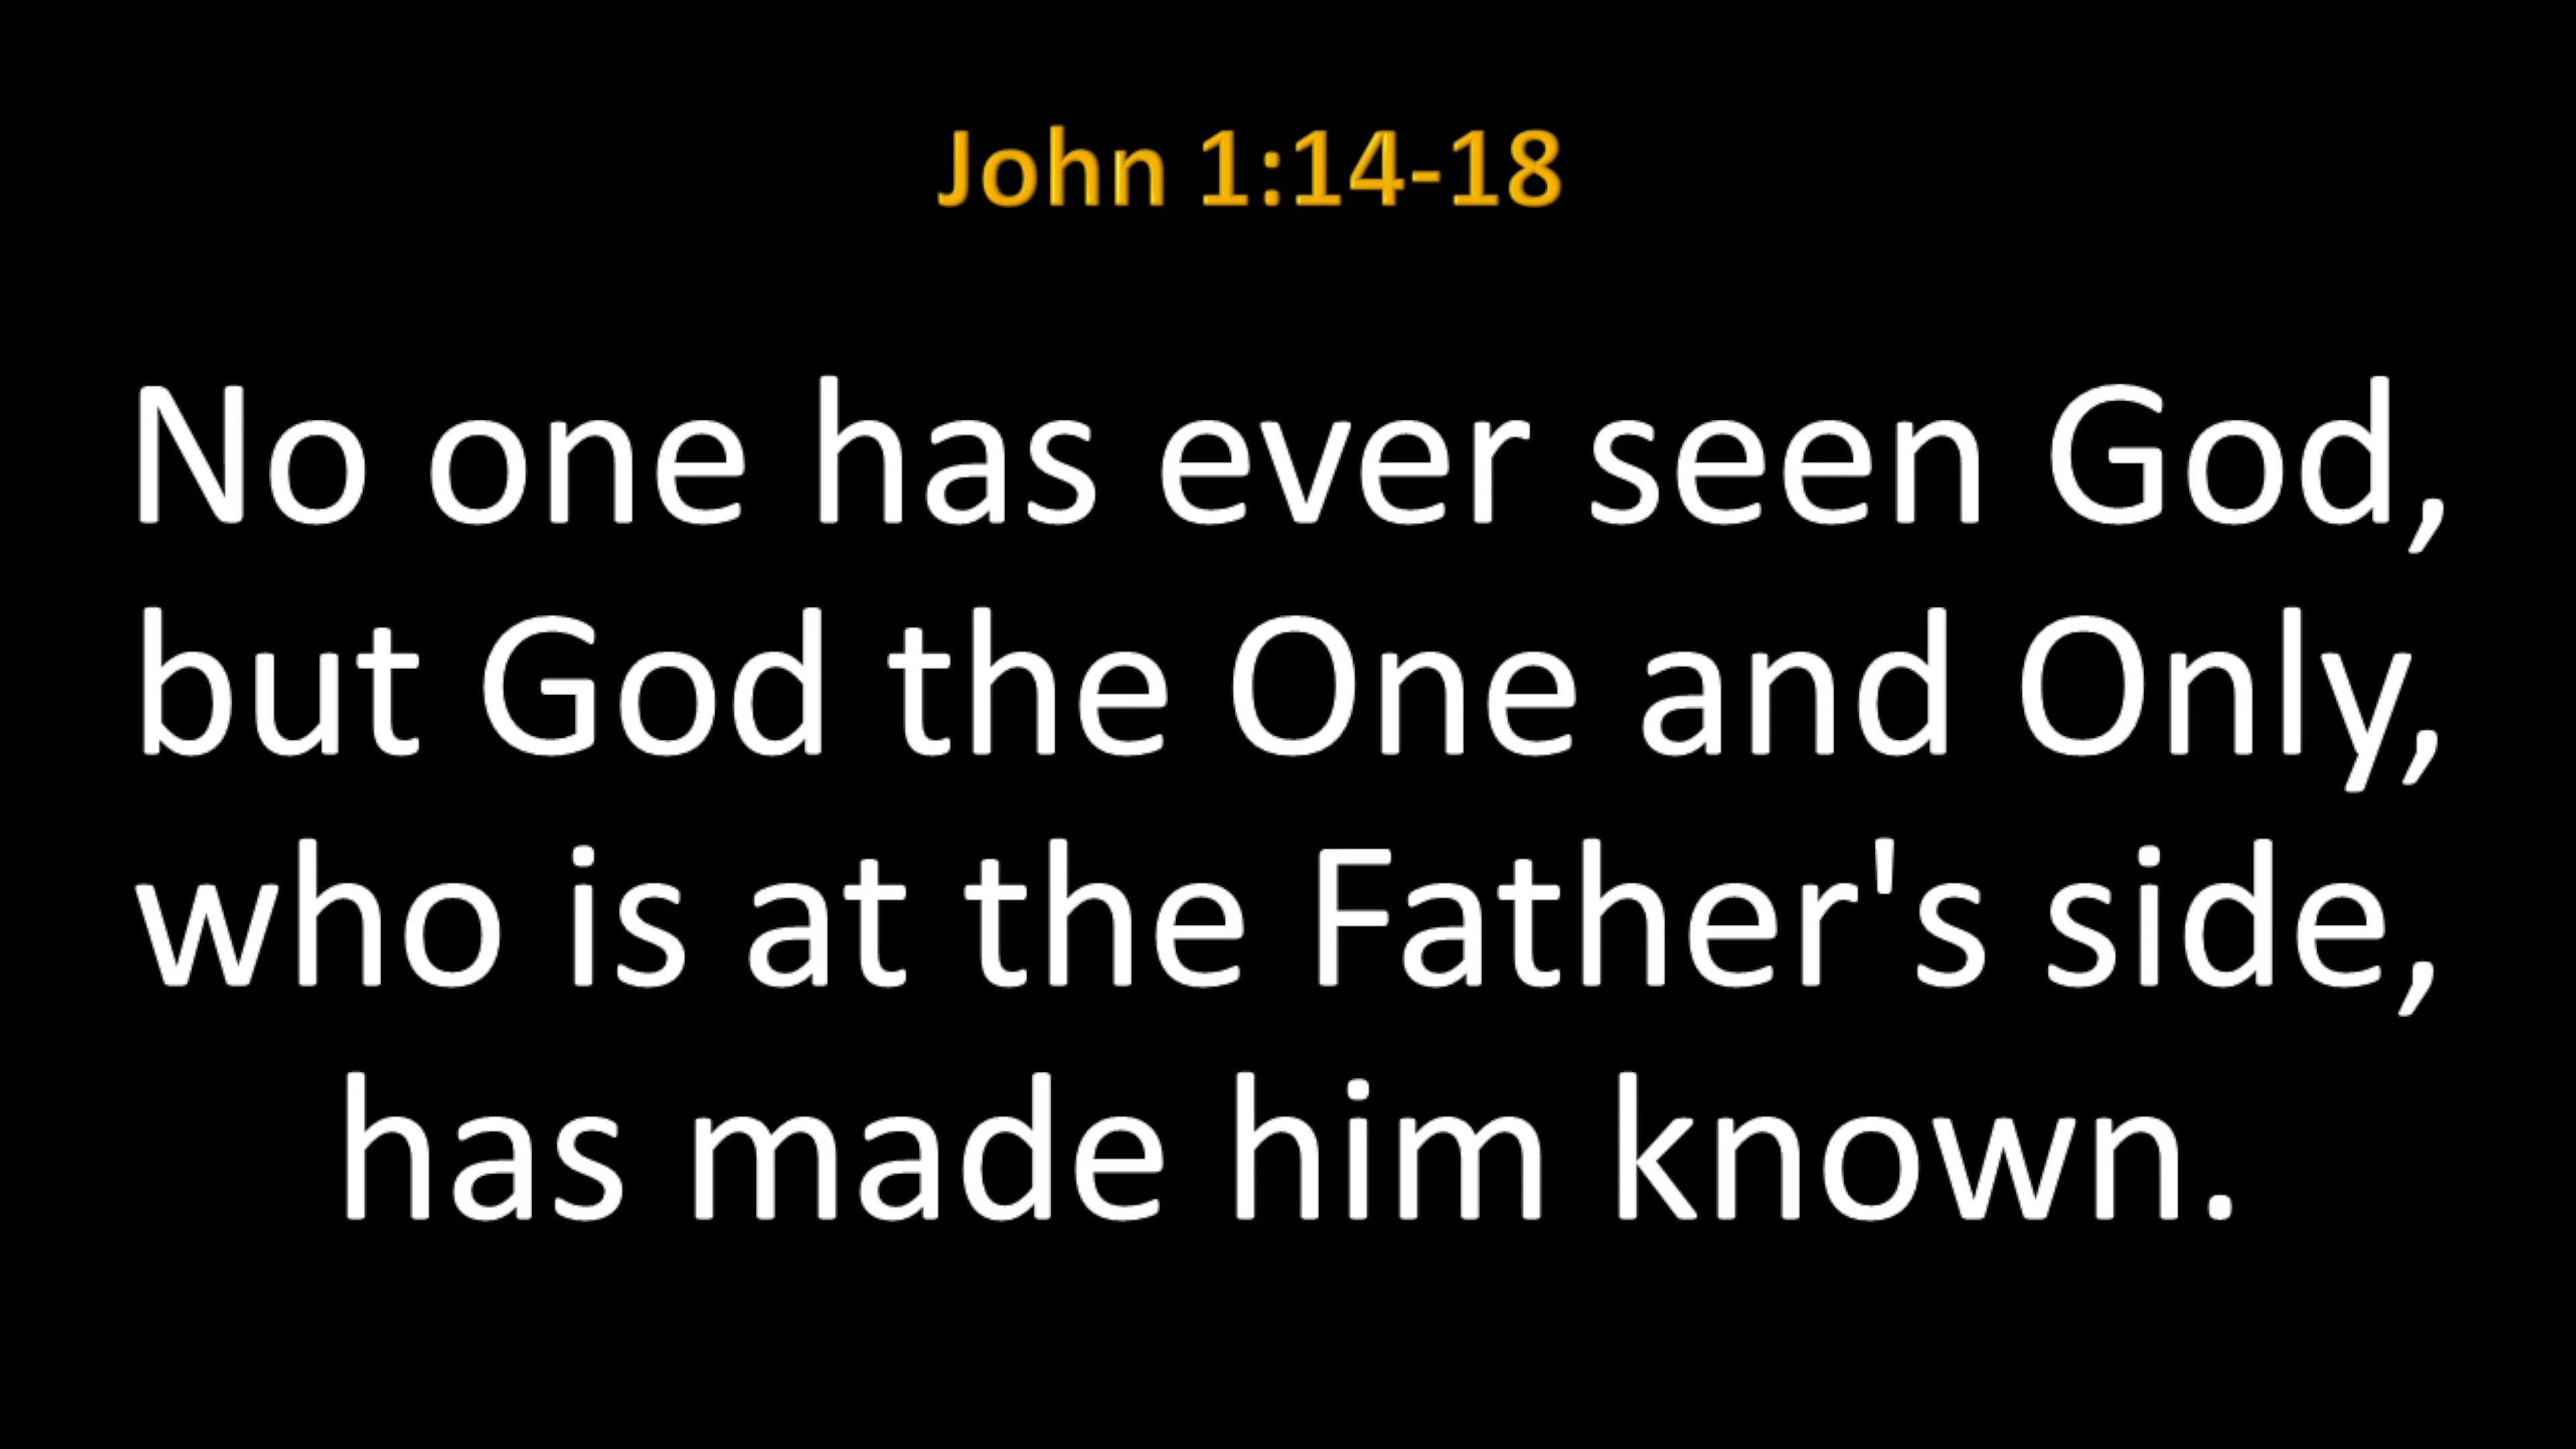 John 1:14-18
No one has ever seen God,
but God the One and Only,
who is at the Father's side,
has made him known.